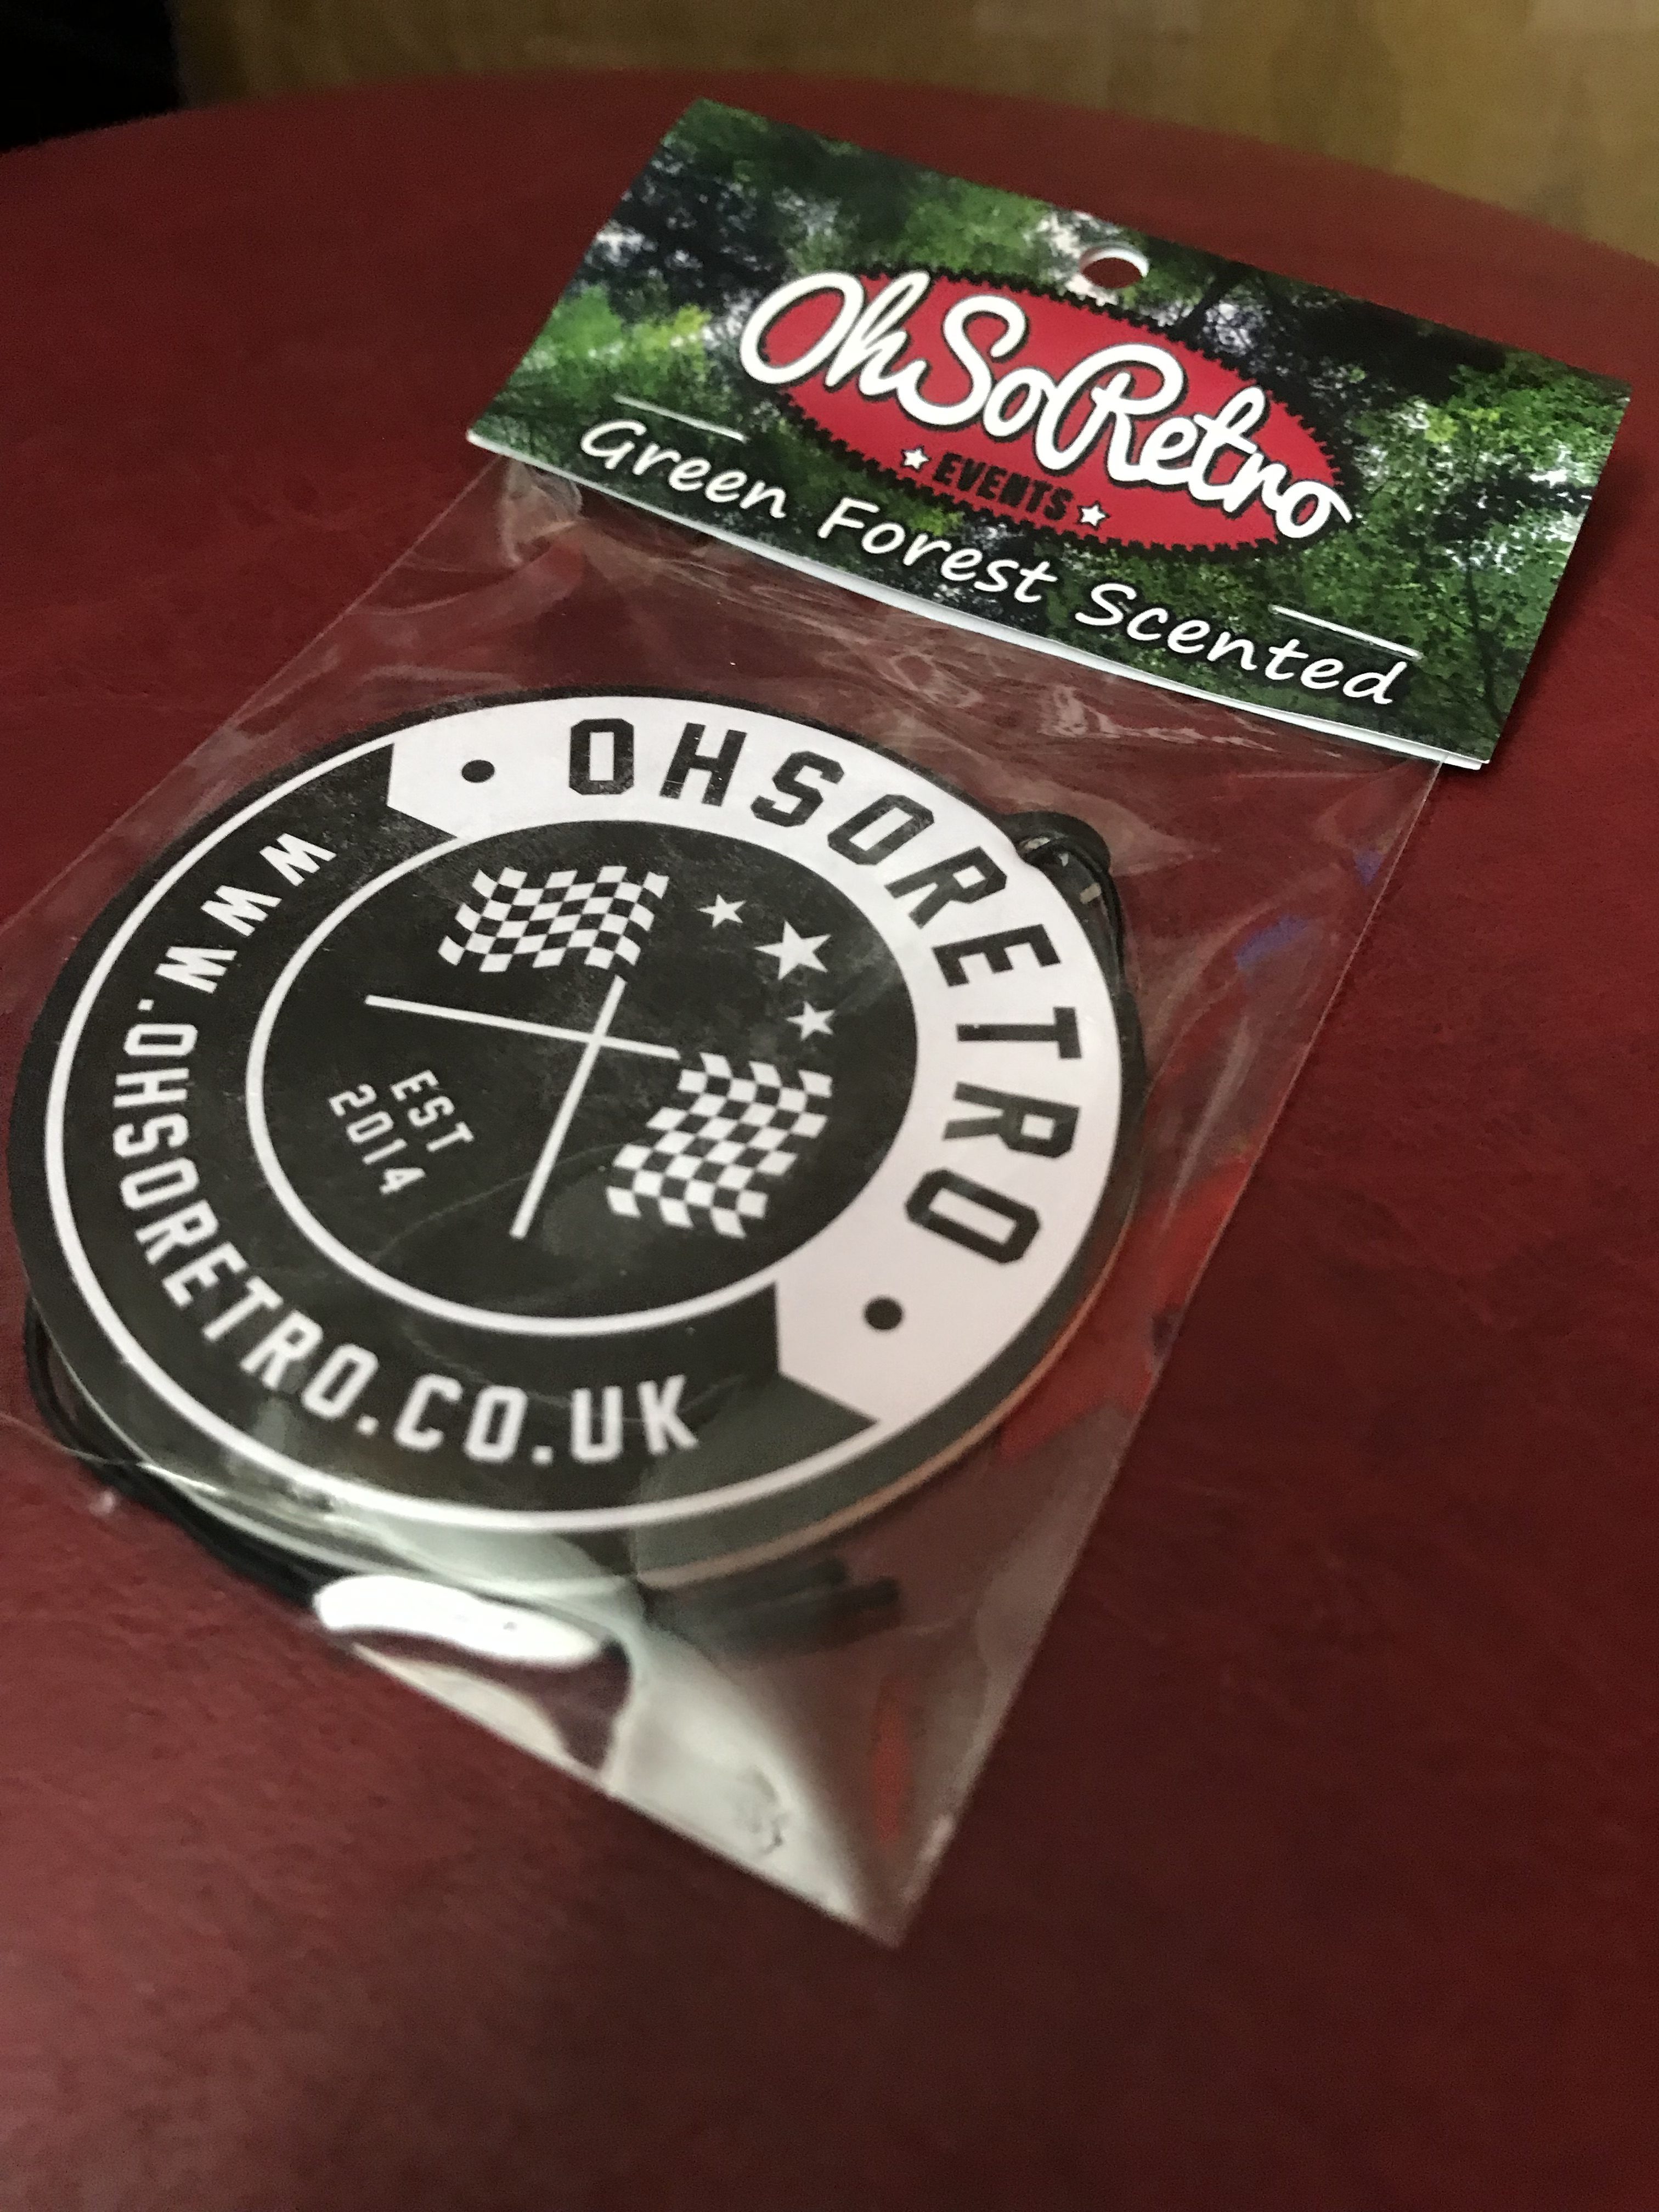 OhSoRetro
EVENTS
Green Forest Scented
OHSORETRO
EST
2014
WWW.OHSORETRO.CO.UK